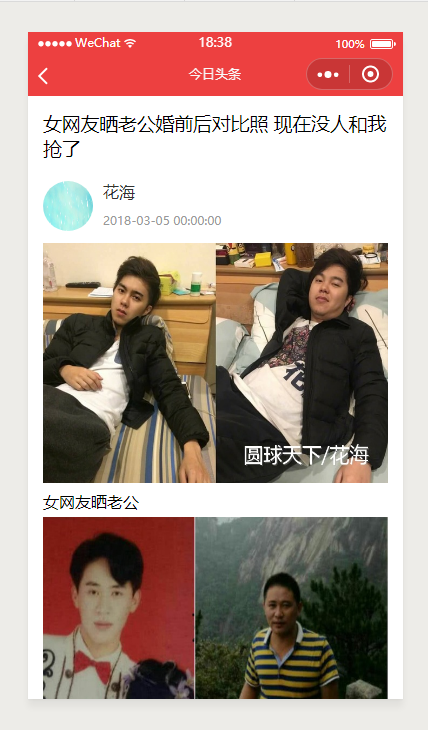 WeChat 18:38 100%
今日头条
女网友晒老公婚前后对比照 现在没人和我
抢了
花海
2018-03-05 00:00:00
圆球天下/花海
女网友晒老公